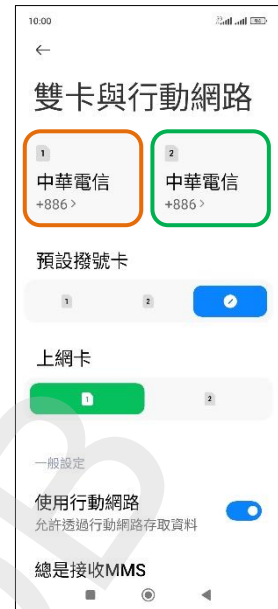 10:00
雙卡與行動網路
1
中華電信
+886 >
2
中華電信
+886 >
預設撥號卡
1 2
上網卡
1 2
一般設定
使用行動網路
允許透過行動網路存取資料
總是接收MMS